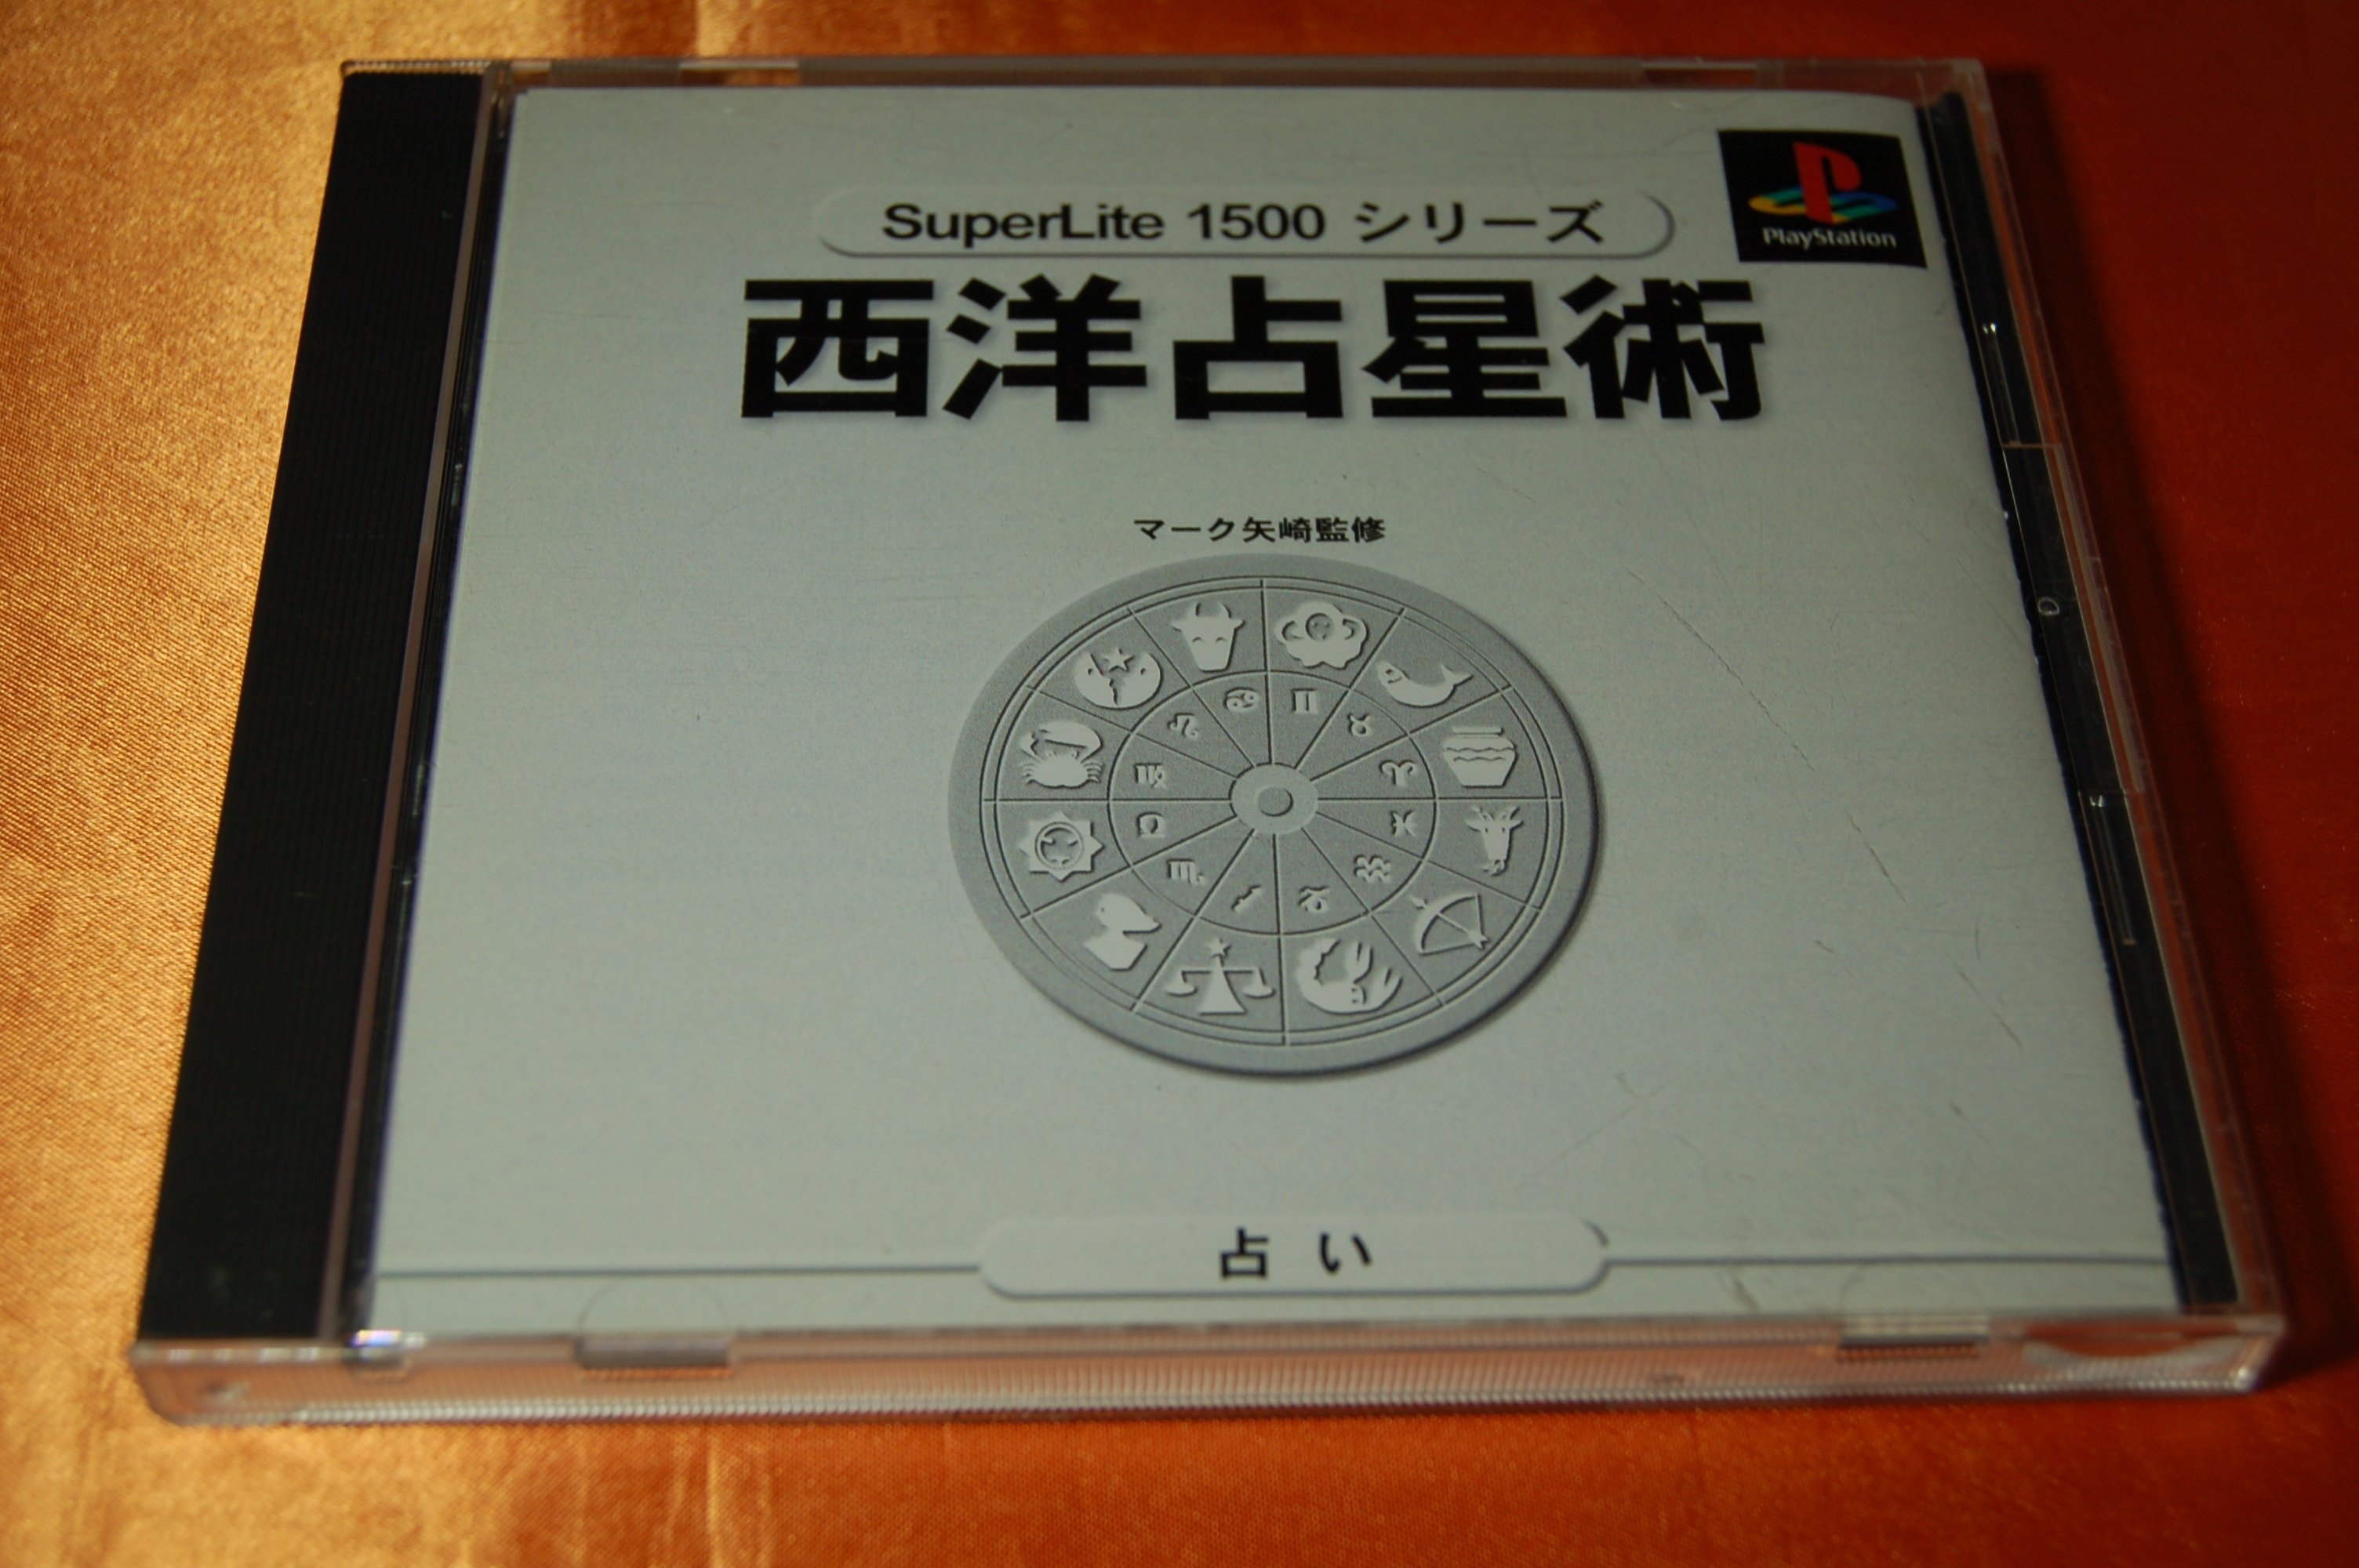 SuperLite 1500 シリーズ
PlayStation
西洋占星術
マーク矢崎監修
占い